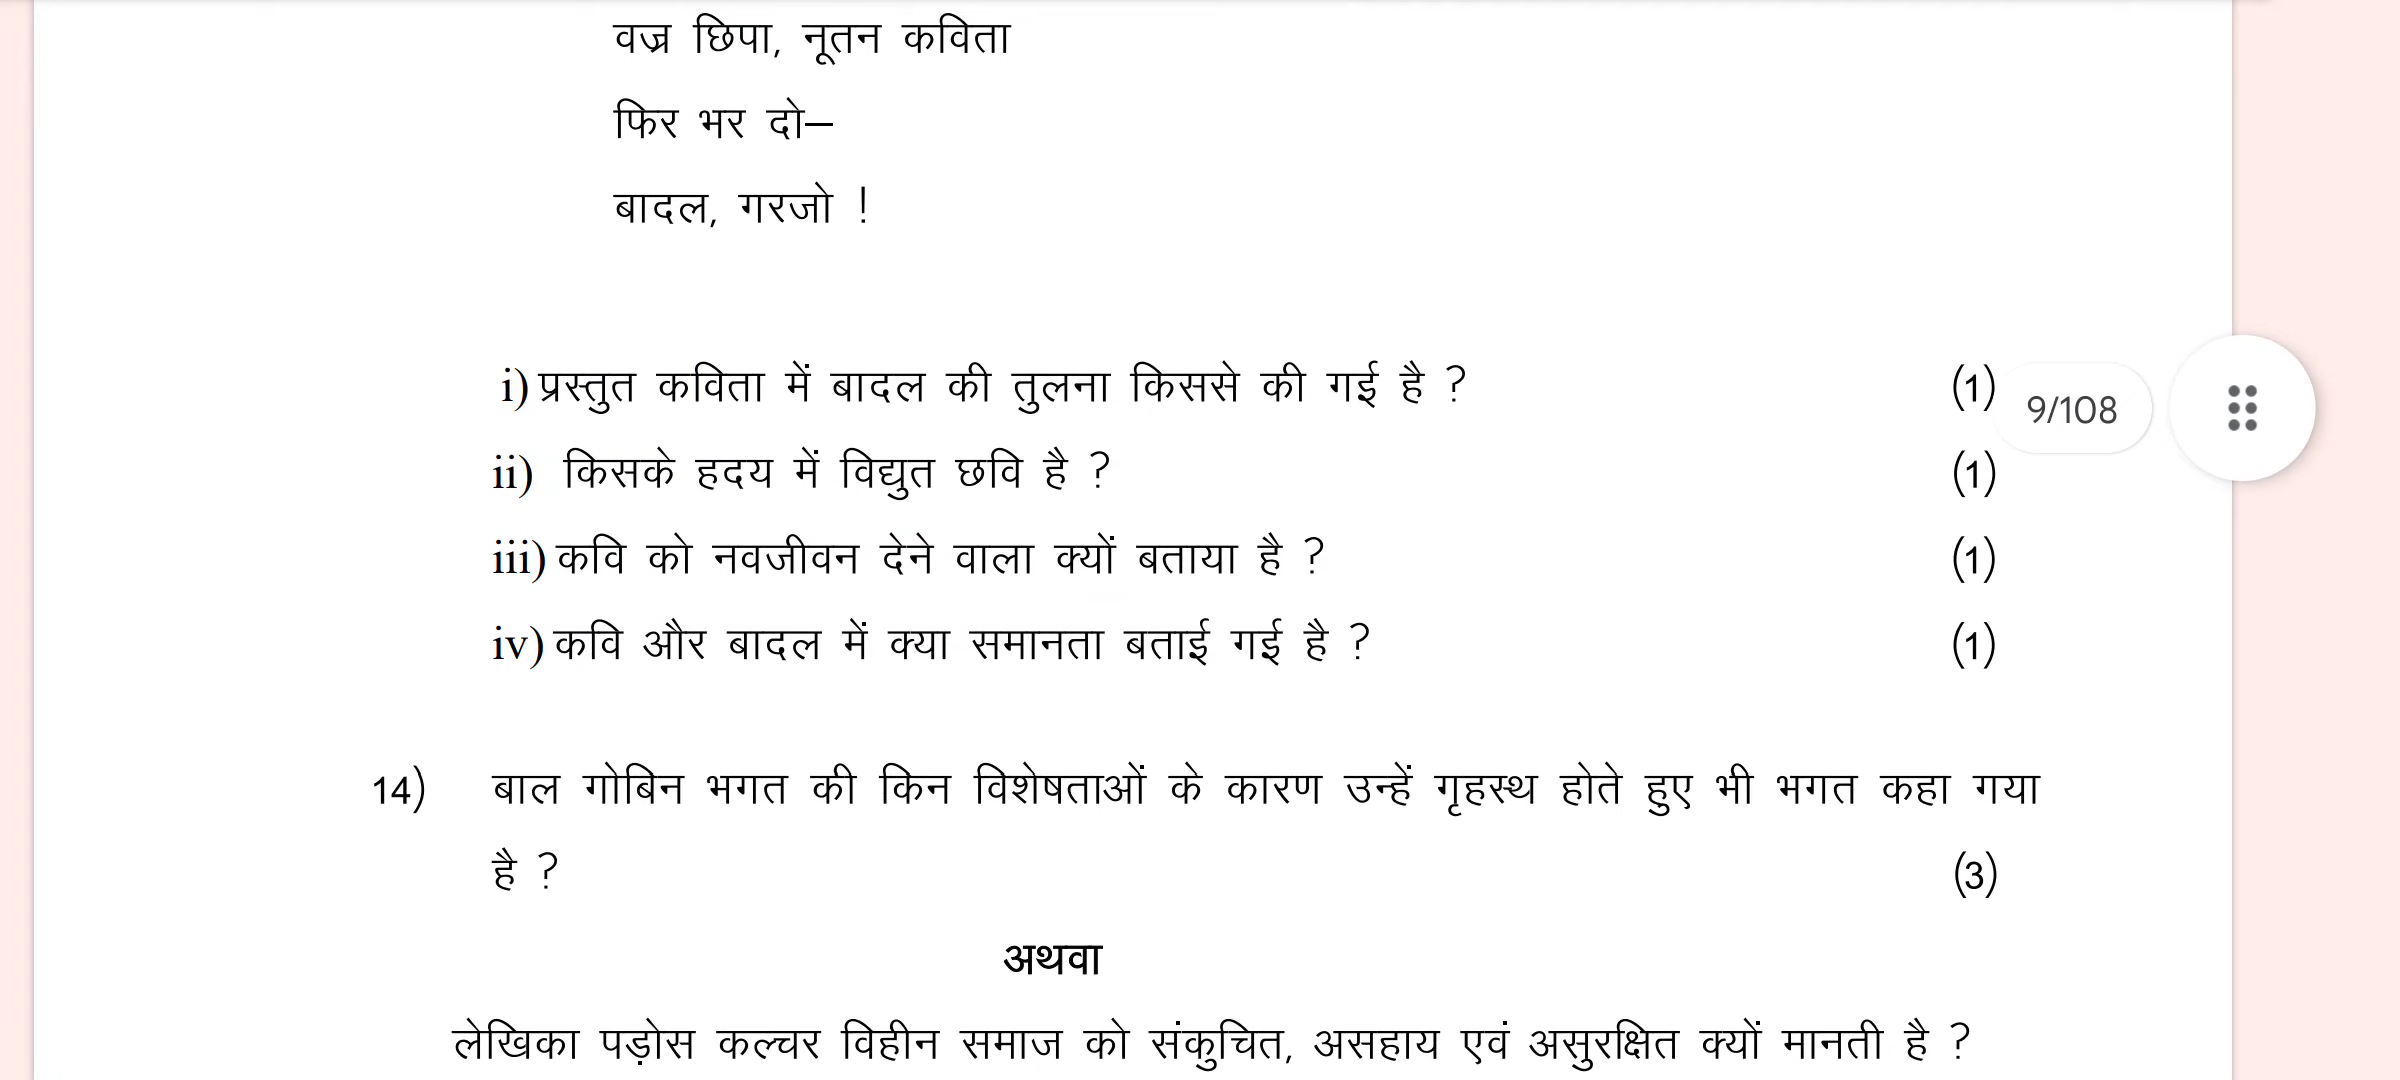 वज्र छिपा, नूतन कविता
फिर भर दो–
बादल, गरजो !
i) प्रस्तुत कविता में बादल की तुलना किससे की गई है ? (1)
9/108
ii) किसके हदय में विद्युत छवि है ? (1)
iii) कवि को नवजीवन देने वाला क्यों बताया है ? (1)
iv) कवि और बादल में क्या समानता बताई गई है ? (1)
14) बाल गोबिन भगत की किन विशेषताओं के कारण उन्हें गृहस्थ होते हुए भी भगत कहा गया
है ? (3)
अथवा
लेखिका पड़ोस कल्चर विहीन समाज को संकुचित, असहाय एवं असुरक्षित क्यों मानती है ?